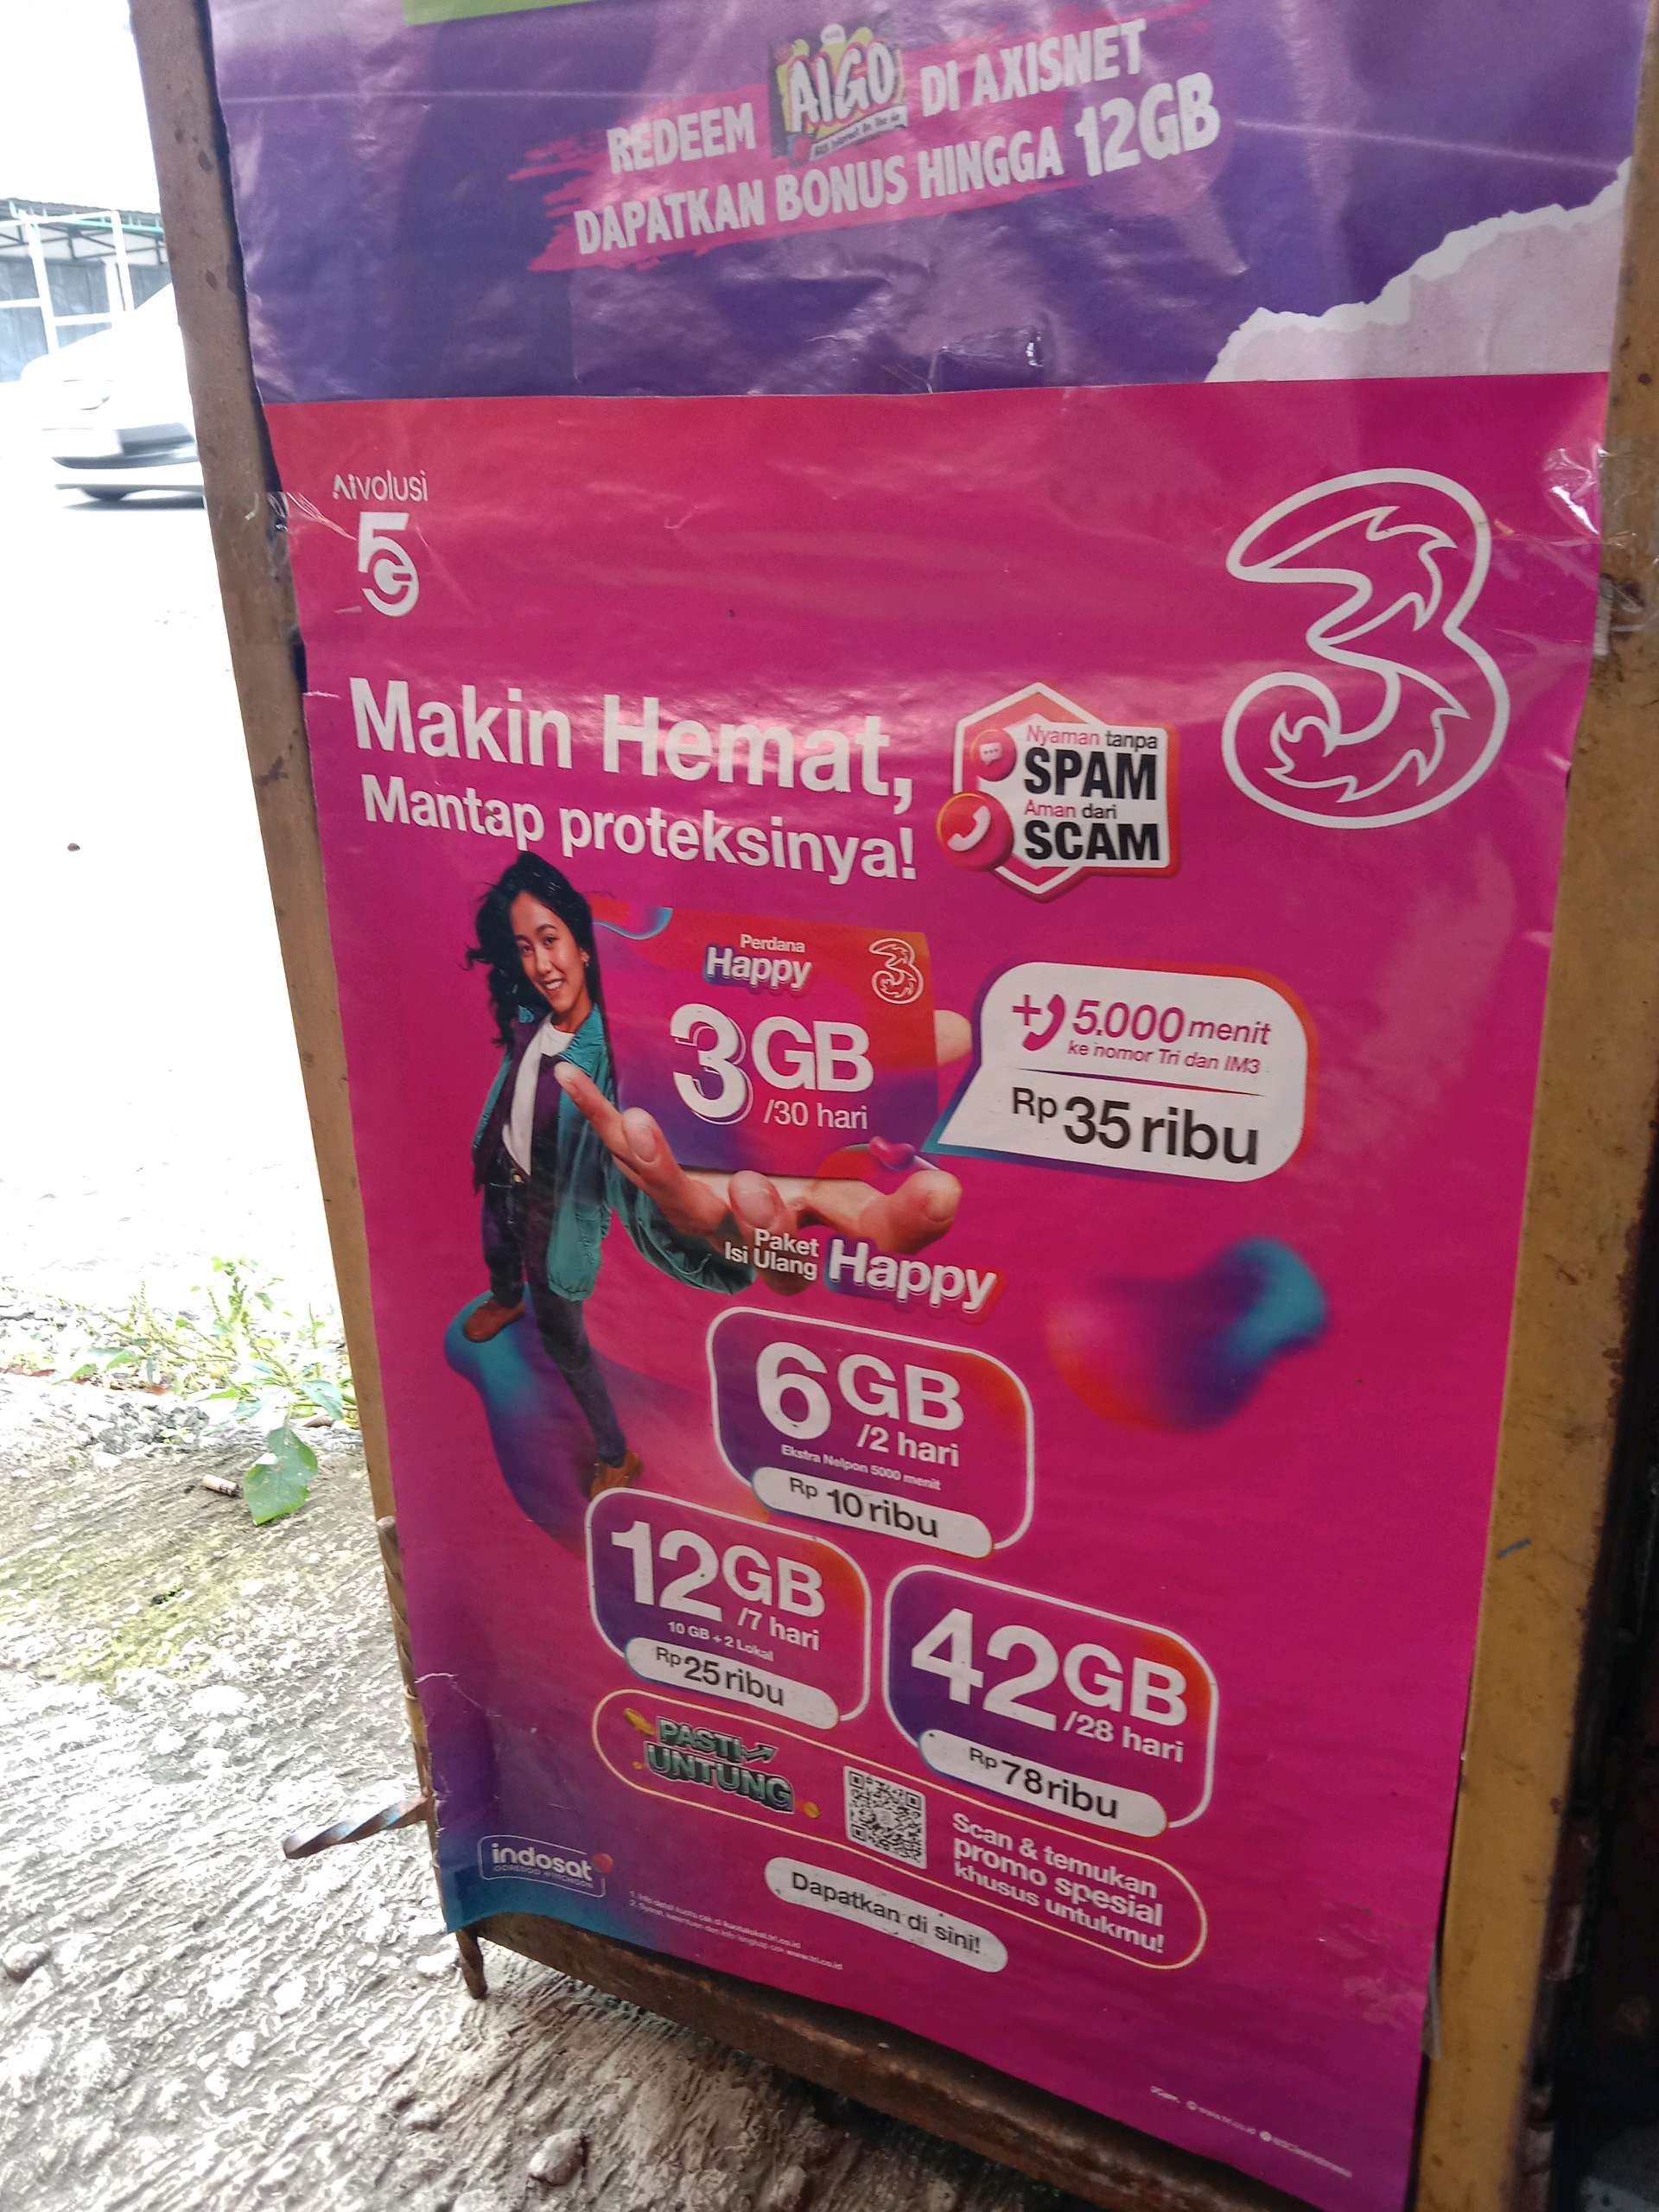 REDEEM AIGO DI AXISNET
DAPATKAN BONUS HINGGA 12GB
AIvolusi
5G
3
Makin Hemat,
Mantap proteksinya!
Nyaman tanpa
SPAM
Aman dari
SCAM
Perdana
Happy
3
3GB
/30 hari
+ 5.000 menit
ke nomor Tri dan IM3
Rp 35 ribu
Paket
Isi Ulang
Happy
6GB
/2 hari
Ekstra Nelpon 5000 menit
Rp 10 ribu
12GB
/7 hari
10 GB + 2 Lokal
Rp 25 ribu
42GB
/28 hari
Rp 78 ribu
PASTI
UNTUNG
Scan & temukan
promo spesial
khusus untukmu!
indosat
OOREDOO HUTCHISON
Dapatkan di sini!